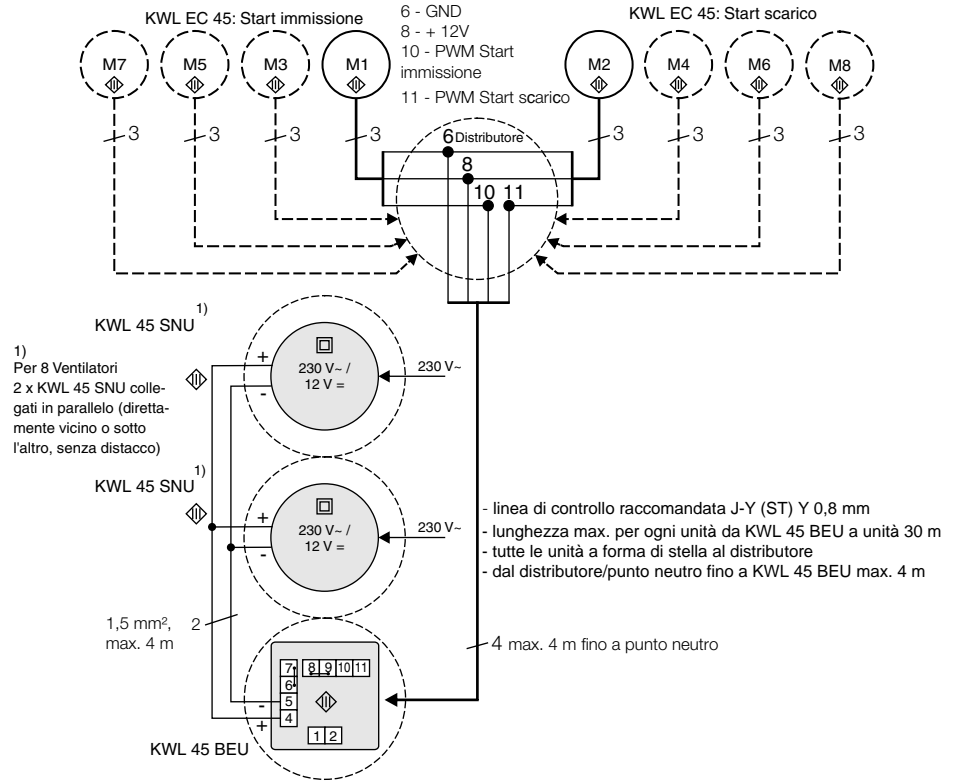 KWL EC 45: Start immissione
6 - GND
8 - + 12V
10 - PWM Start
immissione
11 - PWM Start scarico
KWL EC 45: Start scarico
M7
M5
M3
M1
M2
M4
M6
M8
3
3
3
3
3
3
3
3
6 Distributore
8
10 11
KWL 45 SNU 1)
1)
Per 8 Ventilatori
2 x KWL 45 SNU colle-
gati in parallelo (diretta-
mente vicino o sotto
l'altro, senza distacco)
+
-
230 V~ /
12 V =
230 V~
KWL 45 SNU 1)
+
-
230 V~ /
12 V =
230 V~
- linea di controllo raccomandata J-Y (ST) Y 0,8 mm
- lunghezza max. per ogni unità da KWL 45 BEU a unità 30 m
- tutte le unità a forma di stella al distributore
- dal distributore/punto neutro fino a KWL 45 BEU max. 4 m
1,5 mm²,
max. 4 m
2
4 max. 4 m fino a punto neutro
7 8 9 10 11
6
- 5
+ 4
1 2
KWL 45 BEU